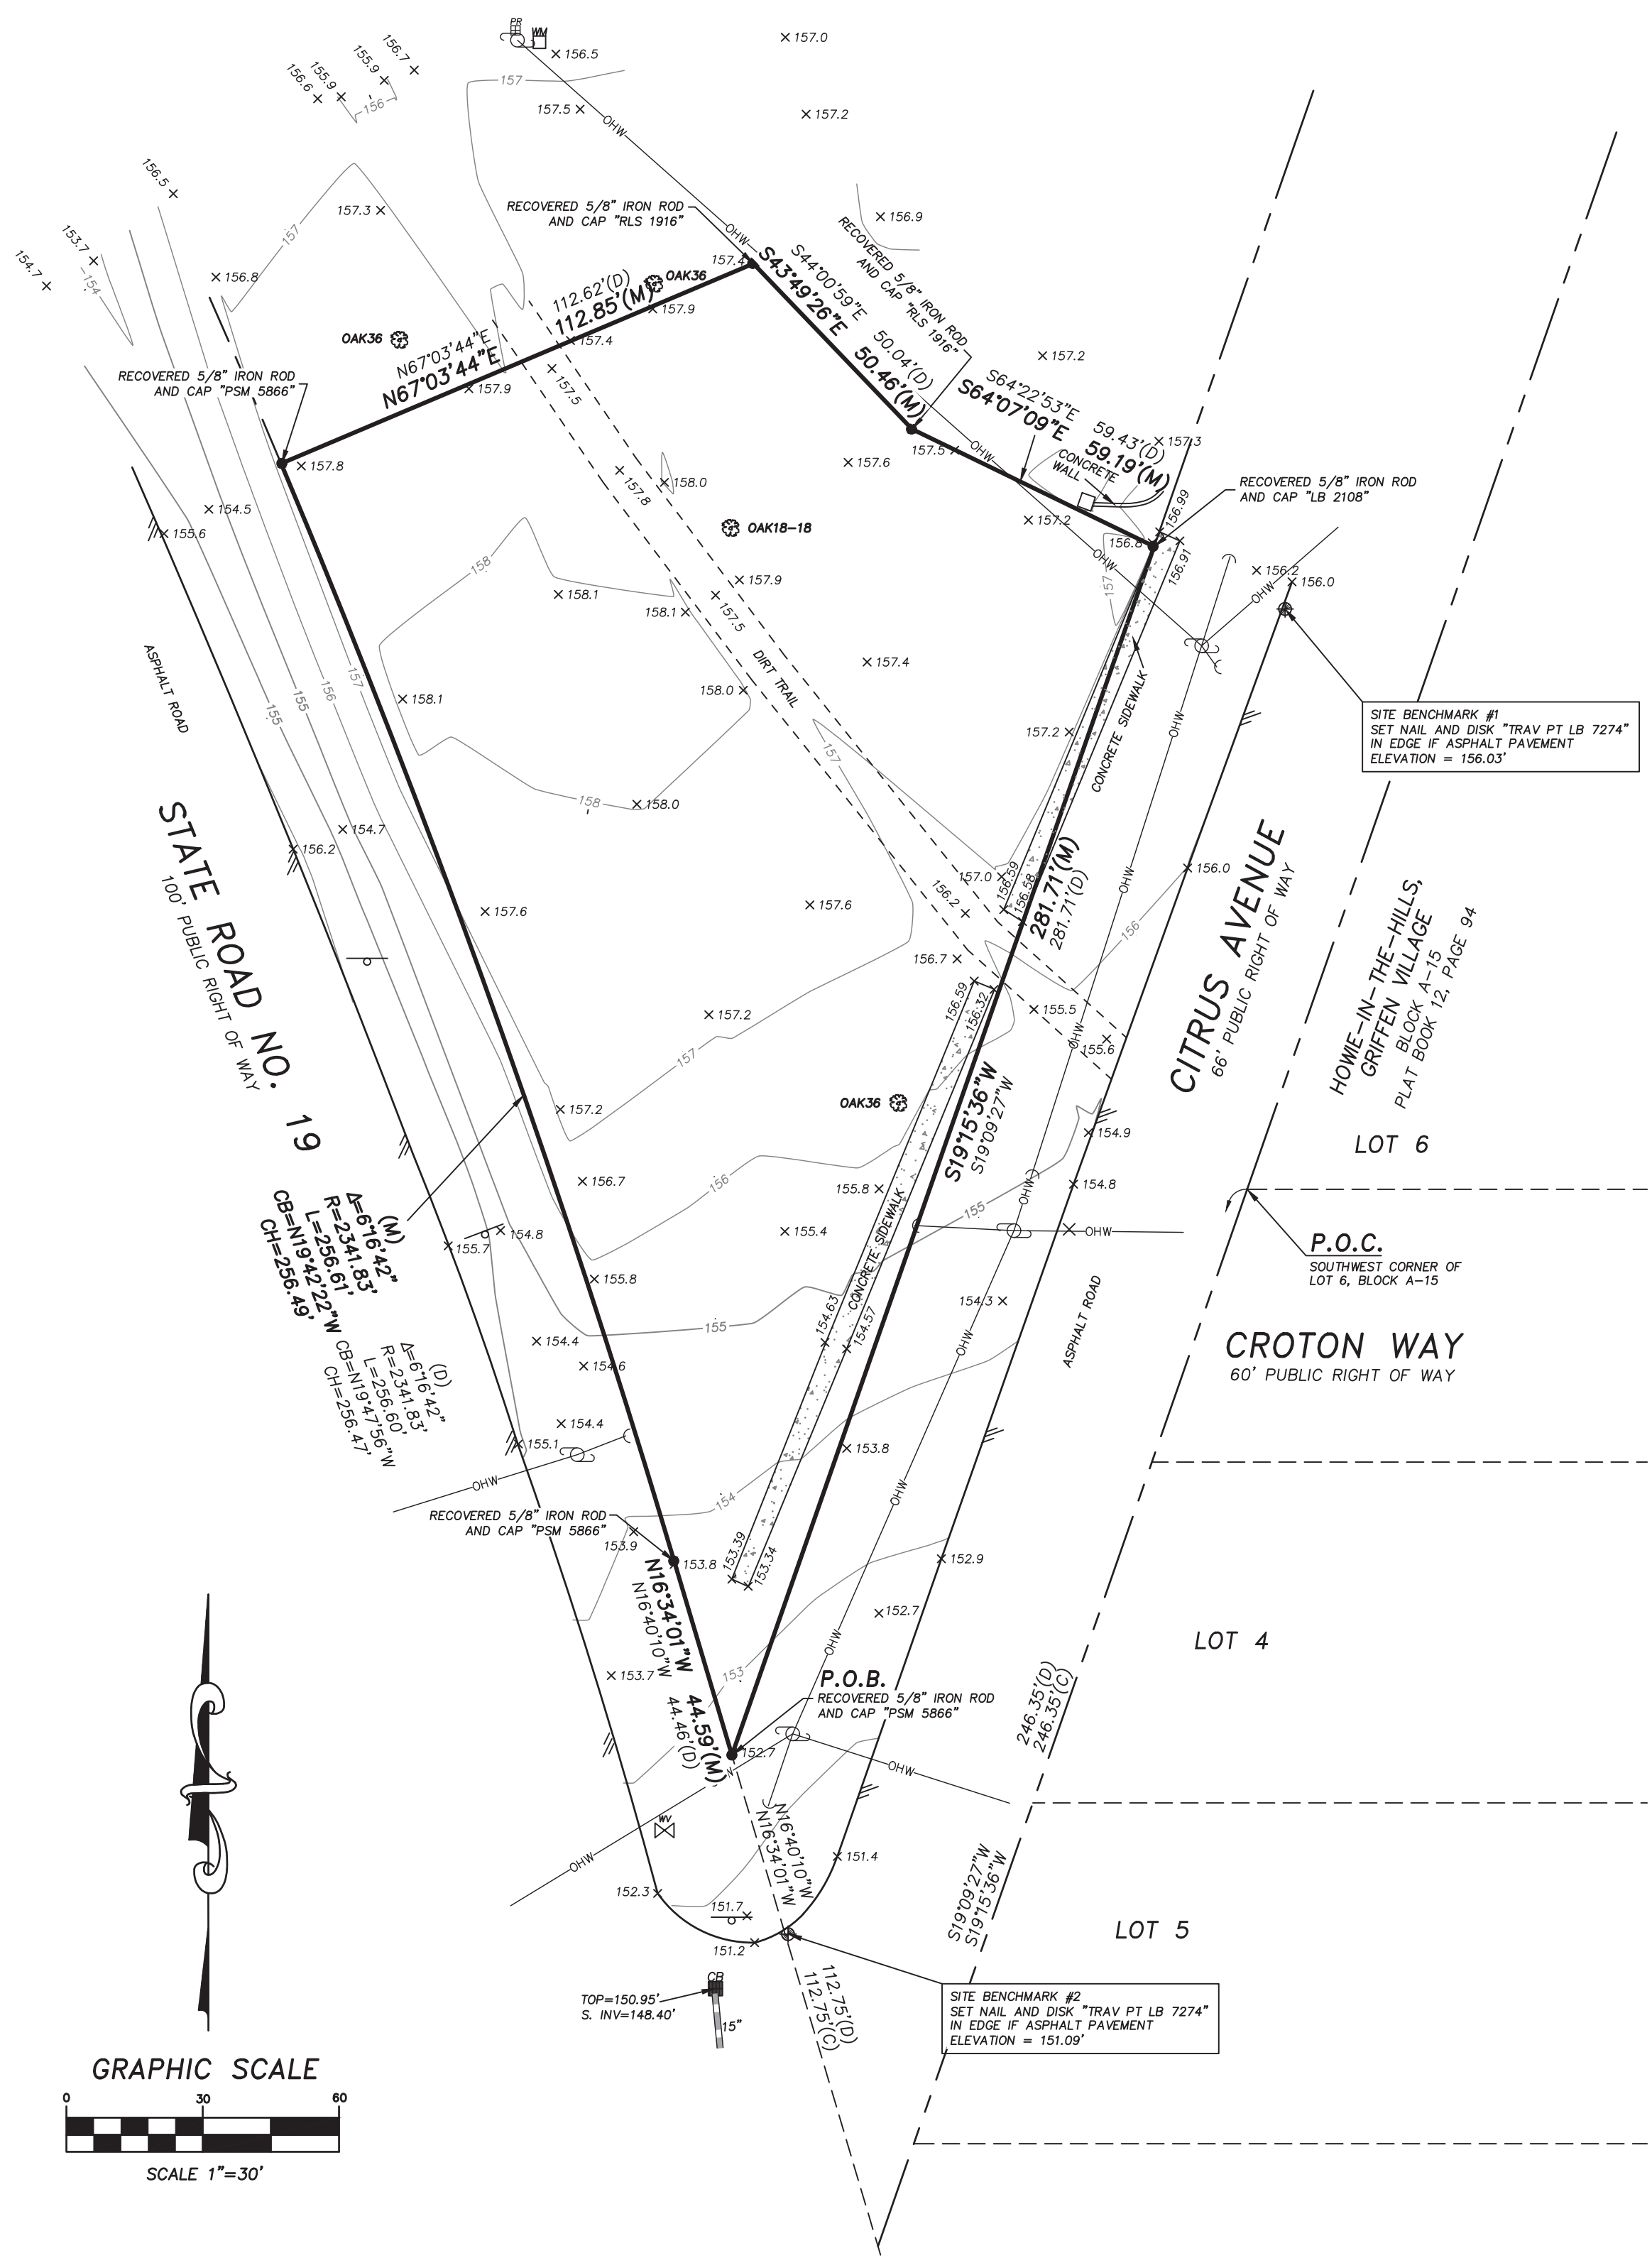 PB
WM
156.5
157.0
156.7
155.9
155.9
156.6
156
157
157.5
OHW
157.2
156.5
157.3
RECOVERED 5/8" IRON ROD
AND CAP "RLS 1916"
OHW
156.9
157
153.7
154.7
154
156.8
157.4
OAK36
OAK36
112.62'(D)
112.85'(M)
157.9
157.4
N67°03'44"E
N67°03'44"E
157.9
157.5
S44°00'59"E 50.04'(D)
S43°49'26"E 50.46'(M)
RECOVERED 5/8" IRON ROD
AND CAP "RLS 1916"
157.2
S64°22'53"E 59.43'(D)
S64°07'09"E 59.19'(M)
RECOVERED 5/8" IRON ROD
AND CAP "PSM 5866"
157.8
157.5
OHW
157.3
CONCRETE
WALL
157.6
157.8
158.0
157.2
RECOVERED 5/8" IRON ROD
AND CAP "LB 2108"
156.99
156.8
156.91
154.5
155.6
OAK18-18
OHW
157
156.2
156.0
OHW
158
158.1
157.9
158.1
157.5
157.4
DIRT TRAIL
158.0
158.1
ASPHALT ROAD
155
155
156
157
157.2
157
CONCRETE SIDEWALK
OHW
SITE BENCHMARK #1
SET NAIL AND DISK "TRAV PT LB 7274"
IN EDGE IF ASPHALT PAVEMENT
ELEVATION = 156.03'
158
158.0
154.7
156.2
STATE ROAD NO. 19
100' PUBLIC RIGHT OF WAY
157.6
157.6
157.0
156.59
156.58
156.2
281.71'(M)
281.71'(D)
OHW
156.0
156
CITRUS AVENUE
66' PUBLIC RIGHT OF WAY
HOWIE-IN-THE-HILLS,
GRIFFEN VILLAGE
BLOCK A-15
PLAT BOOK 12, PAGE 94
156.7
156.59
156.32
155.5
OHW
155.6
157.2
157
157.2
OAK36
S19°15'36"W
S19°09'27"W
154.9
LOT 6
156.7
156
155.8
154.8
OHW
155
155.4
CONCRETE SIDEWALK
OHW
P.O.C.
SOUTHWEST CORNER OF
LOT 6, BLOCK A-15
(M)
Δ=6°16'42"
R=2341.83'
L=256.61'
CB=N19°42'22"W
CH=256.49'
154.8
155.7
155.8
154.3
ASPHALT ROAD
155
154.63
154.57
154.4
154.6
OHW
CROTON WAY
60' PUBLIC RIGHT OF WAY
(D)
Δ=6°16'42"
R=2341.83'
L=256.60'
CB=N19°47'56"W
CH=256.47'
154.4
155.1
153.8
OHW
OHW
154
RECOVERED 5/8" IRON ROD
AND CAP "PSM 5866"
153.9
153.8
153.39
153.34
152.9
N16°34'01"W 44.59'(M)
N16°40'10"W 44.46'(D)
152.7
OHW
LOT 4
153.7
153
P.O.B.
RECOVERED 5/8" IRON ROD
AND CAP "PSM 5866"
152.7
OHW
246.35'(D)
246.35'(C)
WV
N16°40'10"W
N16°34'01"W
OHW
151.4
152.3
151.7
S19°09'27"W
S19°15'36"W
LOT 5
151.2
CB
TOP=150.95'
S. INV=148.40'
15"
112.75'(D)
112.75'(C)
SITE BENCHMARK #2
SET NAIL AND DISK "TRAV PT LB 7274"
IN EDGE IF ASPHALT PAVEMENT
ELEVATION = 151.09'
GRAPHIC SCALE
0 30 60
SCALE 1"=30'